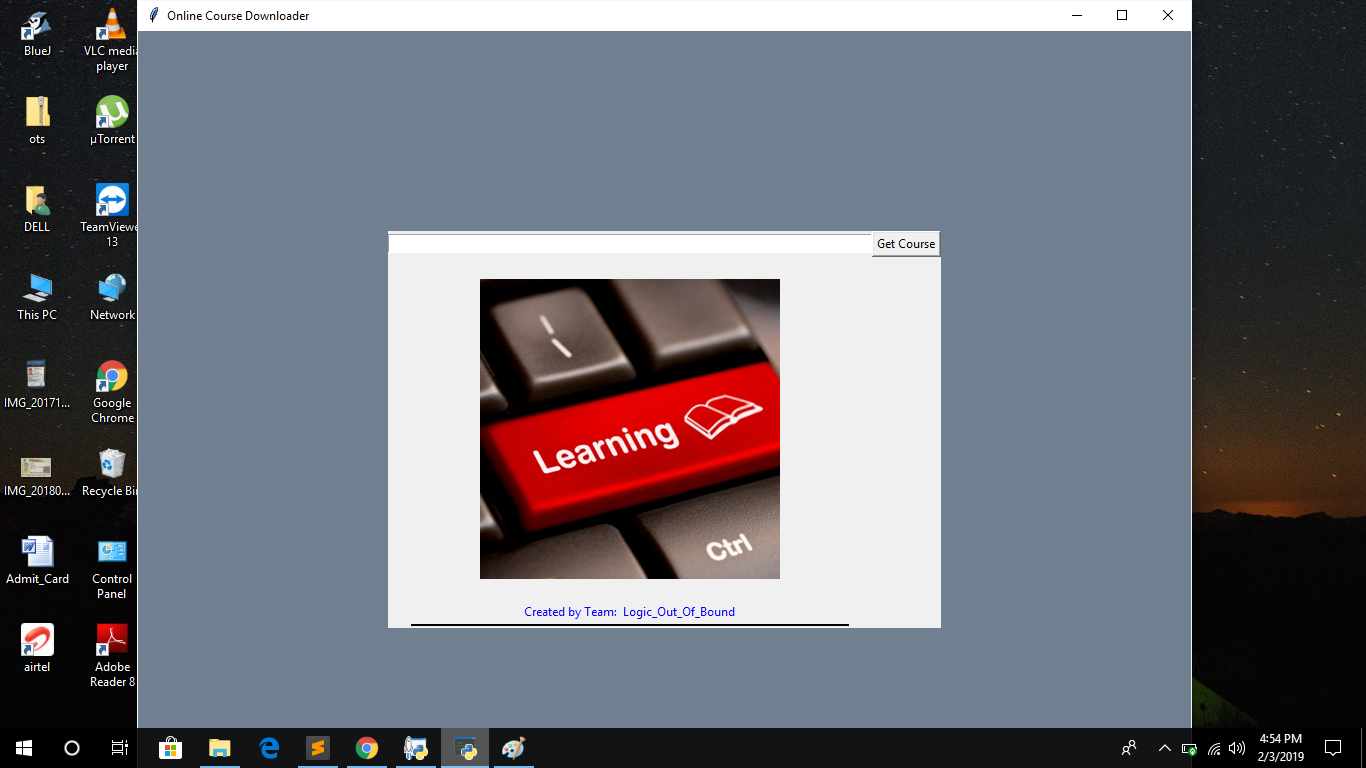 Online Course Downloader
BlueJ
VLC media
player
ots
µTorrent
DELL
TeamViewe
13
This PC
Network
IMG_20171...
Google
Chrome
IMG_20180...
Recycle Bin
Admit_Card
Control
Panel
airtel
Adobe
Reader 8
Get Course
Learning
Ctrl
Created by Team: Logic_Out_Of_Bound
4:54 PM
2/3/2019